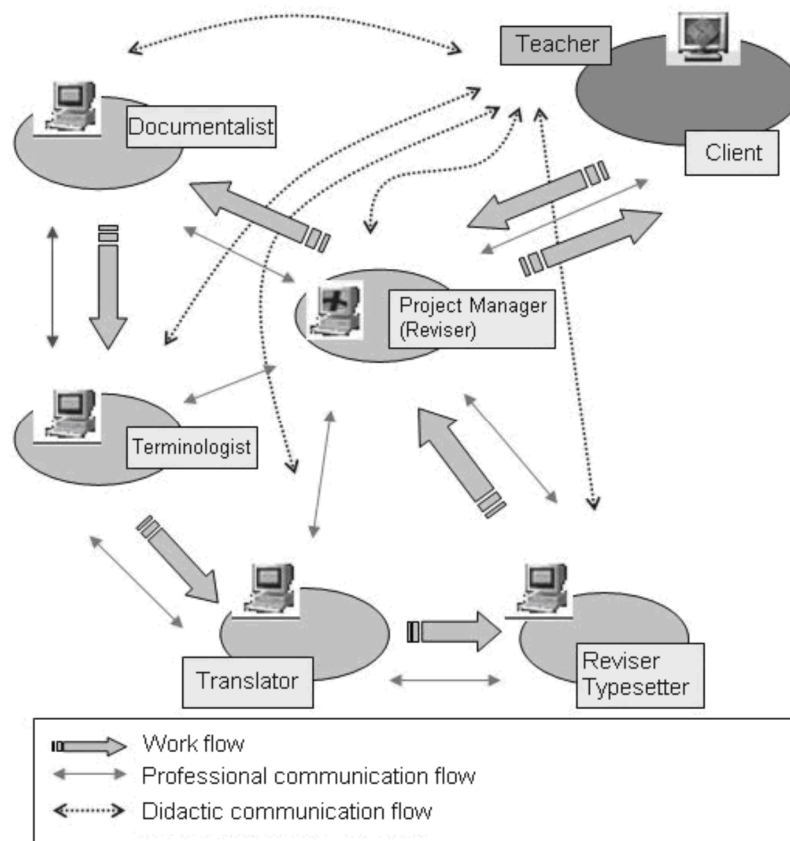 Teacher
Documentalist
Client
Project Manager
(Reviser)
Terminologist
Translator
Reviser
Typesetter
Work flow
Professional communication flow
Didactic communication flow